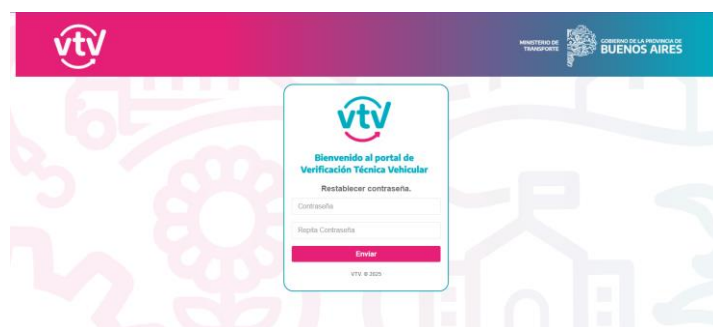 vtv
MINISTERIO DE
TRANSPORTE
GOBIERNO DE LA PROVINCIA DE
BUENOS AIRES
vtv
Bienvenido al portal de
Verificación Técnica Vehicular
Restablecer contraseña.
Contraseña
Repita Contraseña
Enviar
VTV. © 2025